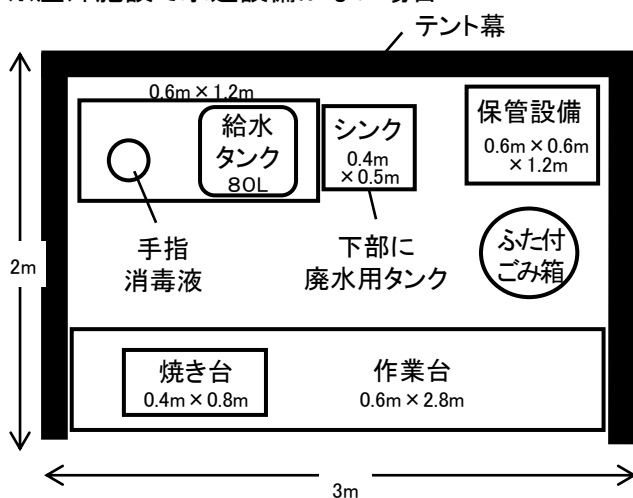 テント幕
0.6m×1.2m
給水
タンク
80L
シンク
0.4m
×0.5m
保管設備
0.6m×0.6m
×1.2m
手指
消毒液
下部に
廃水用タンク
ふた付
ごみ箱
2m
焼き台
0.4m×0.8m
作業台
0.6m×2.8m
3m